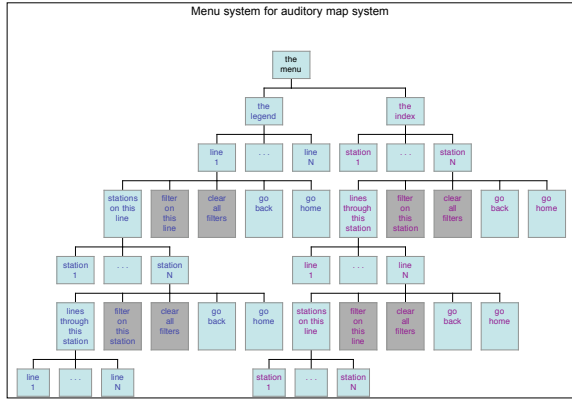 Menu system for auditory map system
the
menu
the
legend
the
index
line
1
. . .
line
N
station
1
. . .
station
N
stations
on this
line
filter
on
this
line
clear
all
filters
go
back
go
home
lines
through
this
station
filter
on
this
station
clear
all
filters
go
back
go
home
station
1
. . .
station
N
line
1
. . .
line
N
lines
through
this
station
filter
on
this
station
clear
all
filters
go
back
go
home
stations
on this
line
filter
on
this
line
clear
all
filters
go
back
go
home
line
1
. . .
line
N
station
1
. . .
station
N